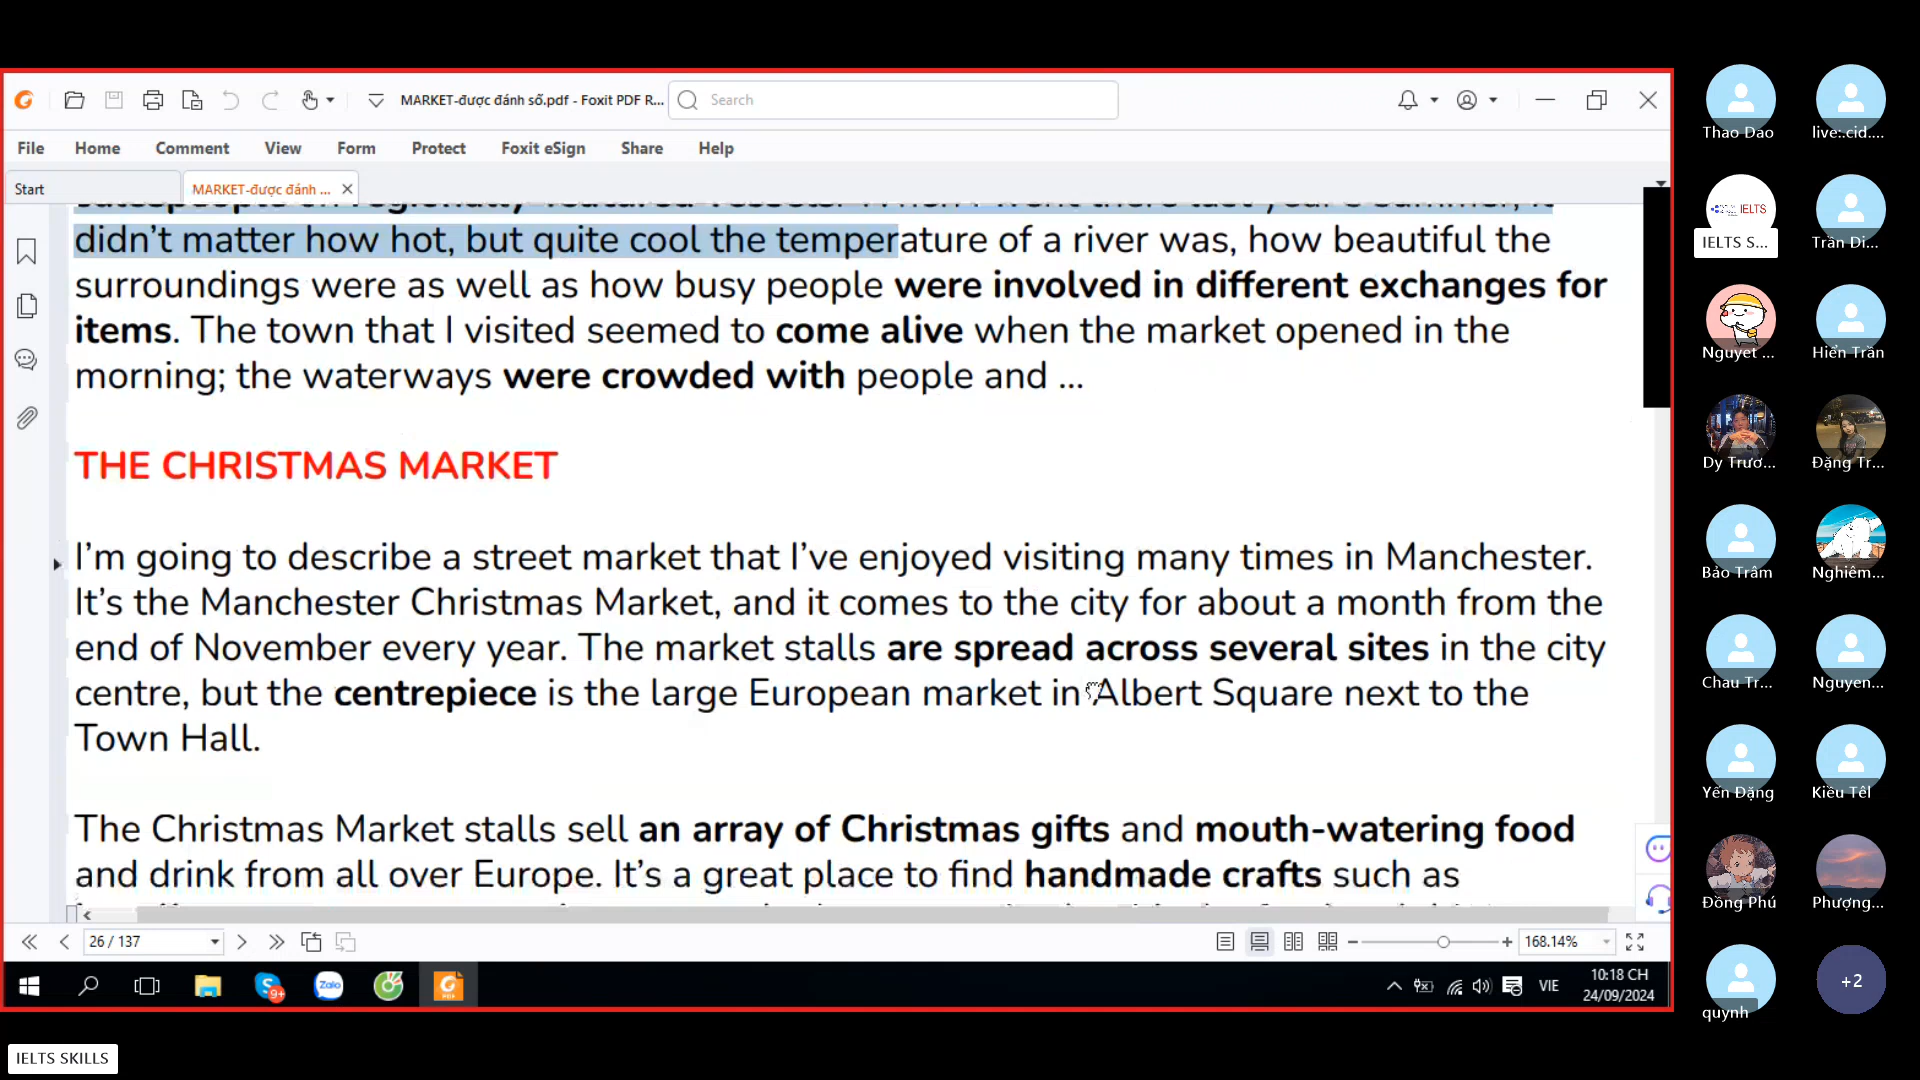 MARKET-được đánh số.pdf - Foxit PDF R...
Search
File Home Comment View Form Protect Foxit eSign Share Help
Start
MARKET-được đánh ...
didn't matter how hot, but quite cool the temperature of a river was, how beautiful the
surroundings were as well as how busy people were involved in different exchanges for
items. The town that I visited seemed to come alive when the market opened in the
morning; the waterways were crowded with people and ...
THE CHRISTMAS MARKET
I'm going to describe a street market that I've enjoyed visiting many times in Manchester.
It's the Manchester Christmas Market, and it comes to the city for about a month from the
end of November every year. The market stalls are spread across several sites in the city
centre, but the centrepiece is the large European market in Albert Square next to the
Town Hall.
The Christmas Market stalls sell an array of Christmas gifts and mouth-watering food
and drink from all over Europe. It's a great place to find handmade crafts such as
26 / 137
168.14%
9+
Zalo
PDF
VIE
10:18 CH
24/09/2024
IELTS SKILLS
Thao Dao
live:.cid....
IELTS
IELTS S...
Trần Di...
Nguyet ...
Hiển Trần
Dy Trươ...
Đặng Tr...
Bảo Trâm
Nghiêm...
Chau Tr...
Nguyen...
Yến Đặng
Kiều Têl
Đồng Phú
Phượng...
quynh
+2